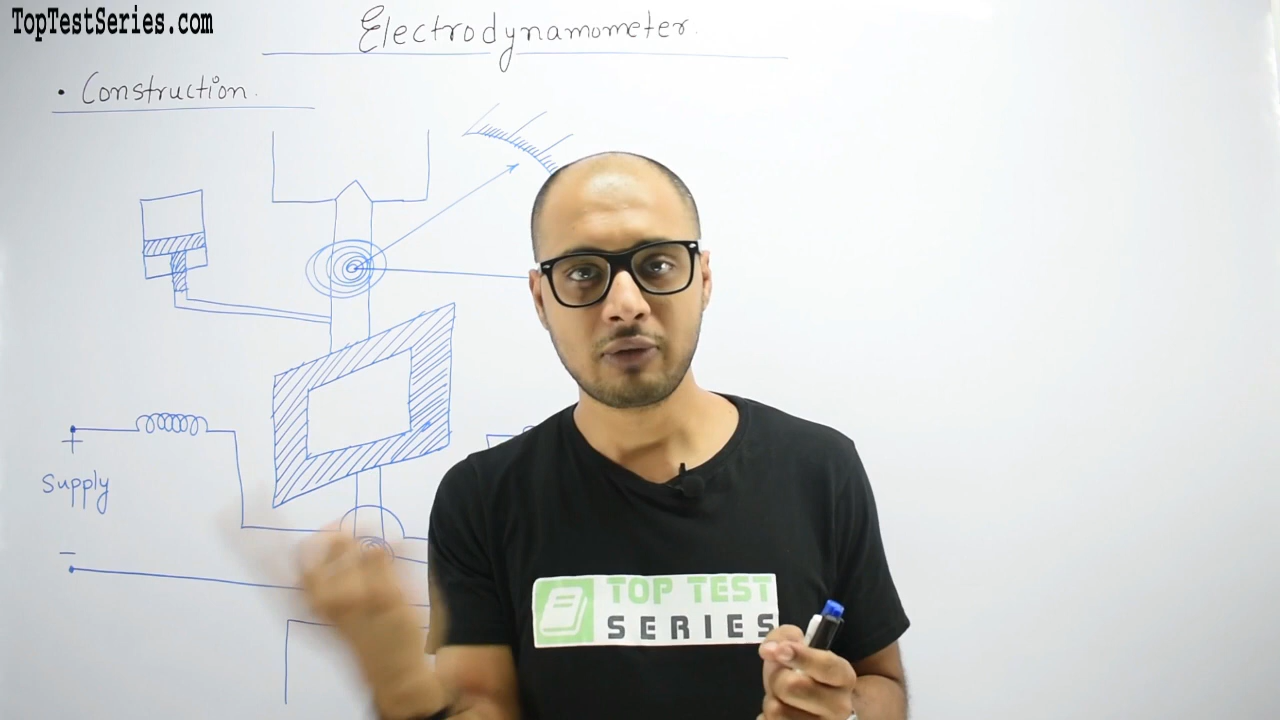 TopTestSeries.com
Electrodynamometer
• Construction.
+
Supply
−
TOP TEST
SERIES